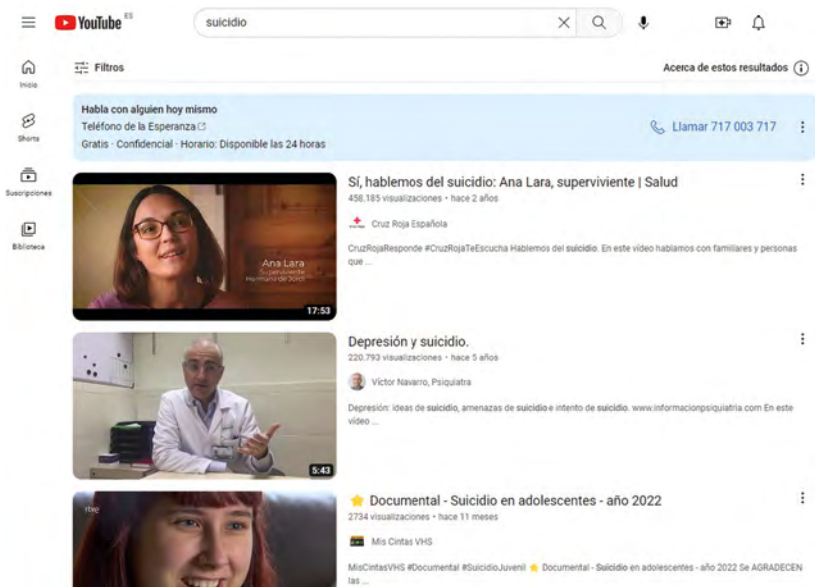 YouTube ES
suicidio
Inicio
Shorts
Suscripciones
Biblioteca
Filtros
Acerca de estos resultados
Habla con alguien hoy mismo
Teléfono de la Esperanza
Gratis · Confidencial · Horario: Disponible las 24 horas
Llamar 717 003 717
Ana Lara
Superviviente
Hermana de Jordi
17:53
Sí, hablemos del suicidio: Ana Lara, superviviente | Salud
458.185 visualizaciones • hace 2 años
Cruz Roja Española
CruzRojaResponde #CruzRojaTeEscucha Hablemos del suicidio. En este vídeo hablamos con familiares y personas
que ...
5:43
Depresión y suicidio.
220.793 visualizaciones • hace 5 años
Víctor Navarro, Psiquiatra
Depresión: ideas de suicidio, amenazas de suicidio e intento de suicidio. www.informacionpsiquiatria.com En este
vídeo ...
rtve
⭐ Documental - Suicidio en adolescentes - año 2022
2734 visualizaciones • hace 11 meses
Mis Cintas VHS
MisCintasVHS #Documental #SuicidioJuvenil ⭐ Documental - Suicidio en adolescentes - año 2022 Se AGRADECEN
las ...